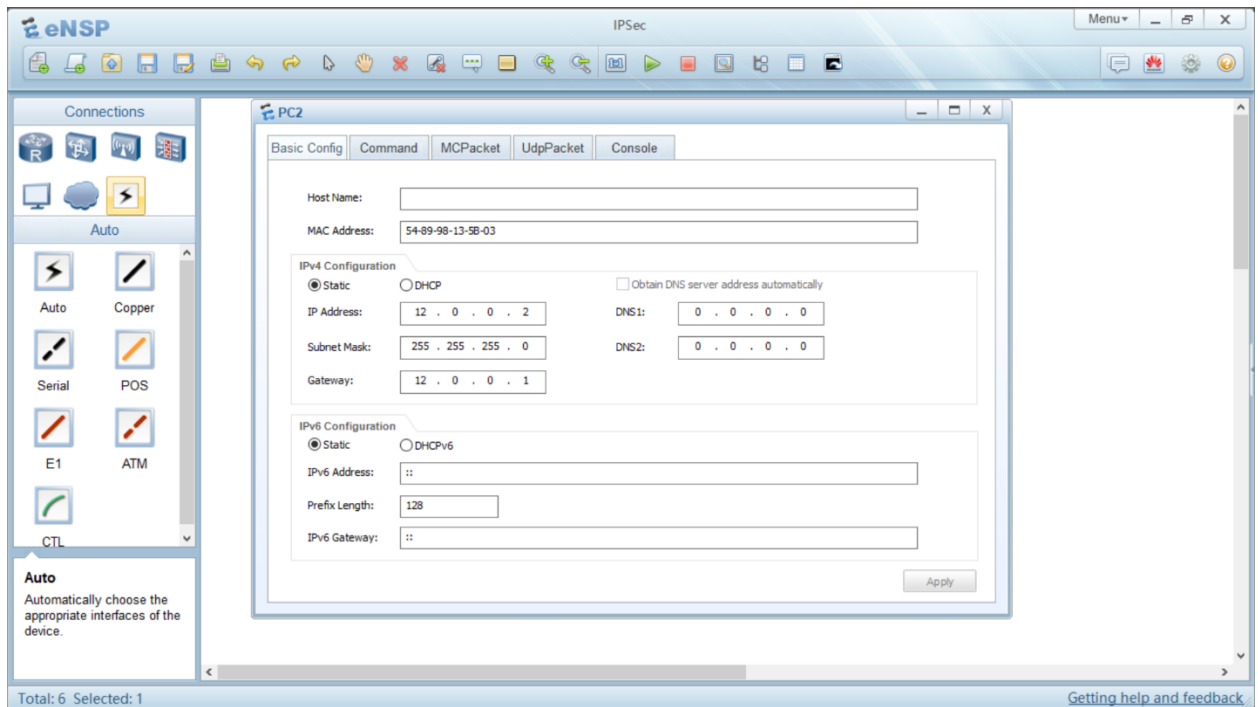 eNSP
IPSec
Menu
Connections
R
Auto
Auto
Copper
Serial
POS
E1
ATM
CTL
Auto
Automatically choose the
appropriate interfaces of the
device.
PC2
X
Basic Config
Command
MCPacket
UdpPacket
Console
Host Name:
MAC Address:
54-89-98-13-5B-03
IPv4 Configuration
Static
DHCP
Obtain DNS server address automatically
IP Address:
12 . 0 . 0 . 2
DNS1:
0 . 0 . 0 . 0
Subnet Mask:
255 . 255 . 255 . 0
DNS2:
0 . 0 . 0 . 0
Gateway:
12 . 0 . 0 . 1
IPv6 Configuration
Static
DHCPv6
IPv6 Address:
::
Prefix Length:
128
IPv6 Gateway:
::
Apply
Total: 6 Selected: 1
Getting help and feedback